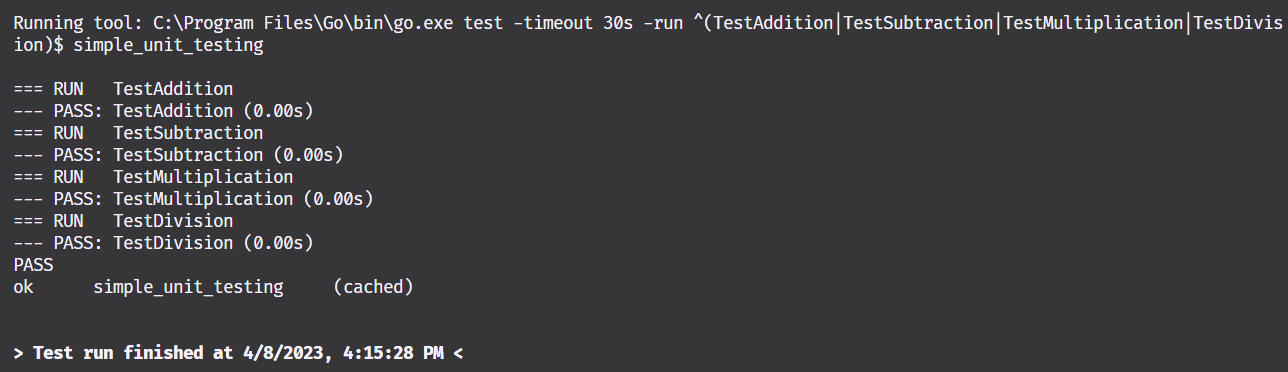 Running tool: C:\Program Files\Go\bin\go.exe test -timeout 30s -run ^(TestAddition|TestSubtraction|TestMultiplication|TestDivis
ion)$ simple_unit_testing
=== RUN   TestAddition
--- PASS: TestAddition (0.00s)
=== RUN   TestSubtraction
--- PASS: TestSubtraction (0.00s)
=== RUN   TestMultiplication
--- PASS: TestMultiplication (0.00s)
=== RUN   TestDivision
--- PASS: TestDivision (0.00s)
PASS
ok      simple_unit_testing     (cached)
> Test run finished at 4/8/2023, 4:15:28 PM <